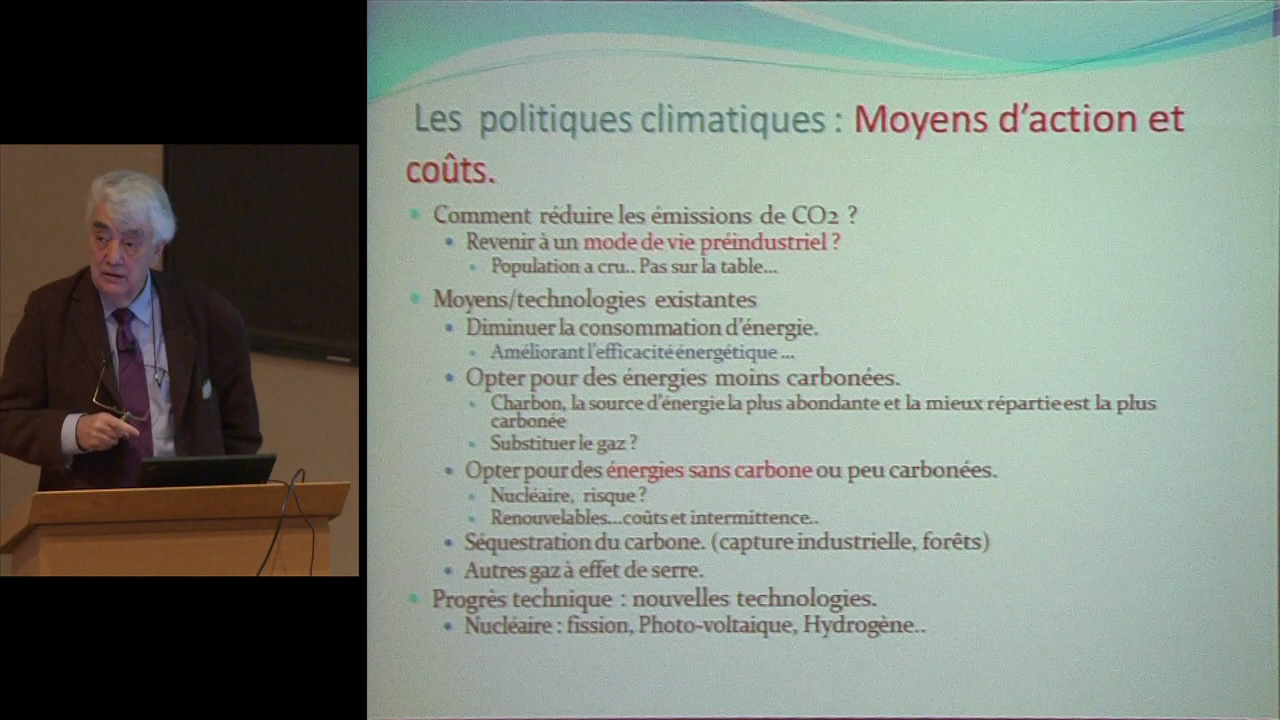 Les politiques climatiques : Moyens d'action et
coûts.
Comment réduire les émissions de CO2 ?
Revenir à un mode de vie préindustriel ?
Population a cru.. Pas sur la table...
Moyens/technologies existantes
Diminuer la consommation d'énergie.
Améliorant l'efficacité énergétique ...
Opter pour des énergies moins carbonées.
Charbon, la source d'énergie la plus abondante et la mieux répartie est la plus
carbonée
Substituer le gaz ?
Opter pour des énergies sans carbone ou peu carbonées.
Nucléaire, risque ?
Renouvelables...coûts et intermittence..
Séquestration du carbone. (capture industrielle, forêts)
Autres gaz à effet de serre.
Progrès technique : nouvelles technologies.
Nucléaire : fission, Photo-voltaique, Hydrogène..